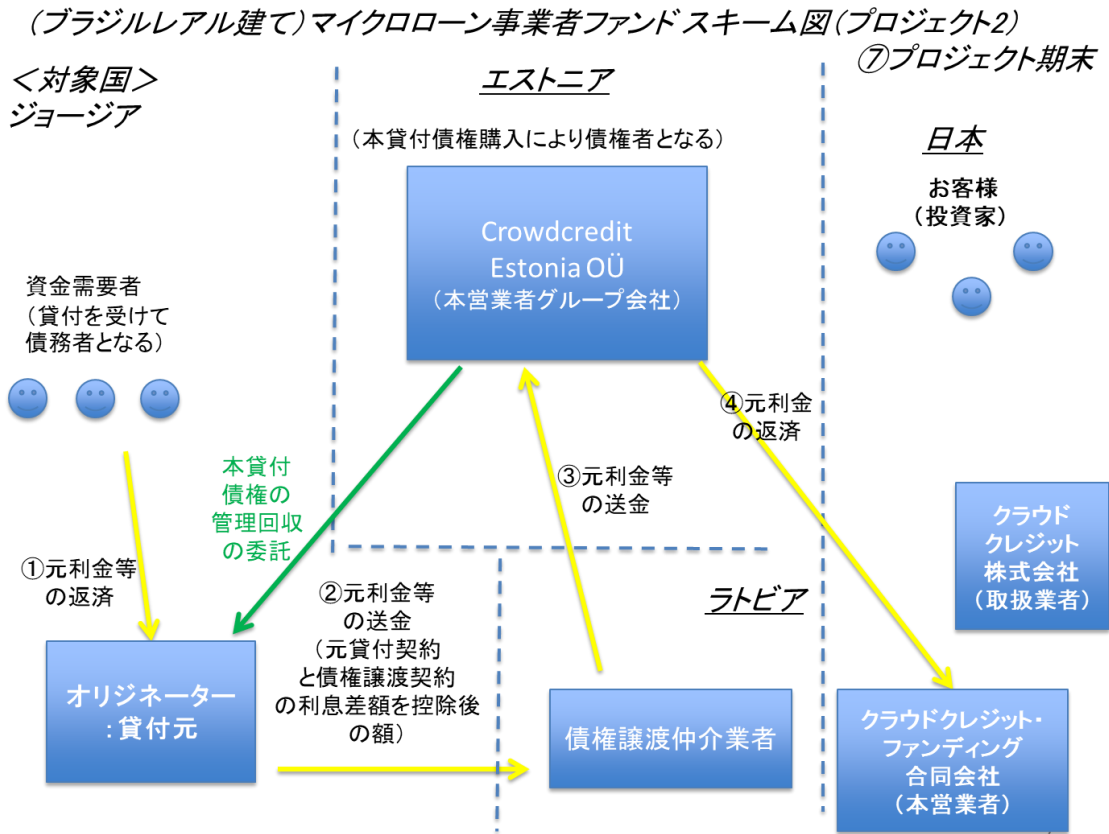 (ブラジルレアル建て)マイクロローン事業者ファンド スキーム図(プロジェクト2)
⑦プロジェクト期末
<対象国>
ジョージア
エストニア
(本貸付債権購入により債権者となる)
日本
お客様
(投資家)
Crowdcredit
Estonia OÜ
(本営業者グループ会社)
資金需要者
(貸付を受けて
債務者となる)
④元利金
の返済
本貸付
債権の
管理回収
の委託
③元利金等
の送金
クラウド
クレジット
株式会社
(取扱業者)
①元利金等
の返済
②元利金等
の送金
(元貸付契約
と債権譲渡契約
の利息差額を控除後
の額)
ラトビア
オリジネーター
:貸付元
債権譲渡仲介業者
クラウドクレジット・
ファンディング
合同会社
(本営業者)